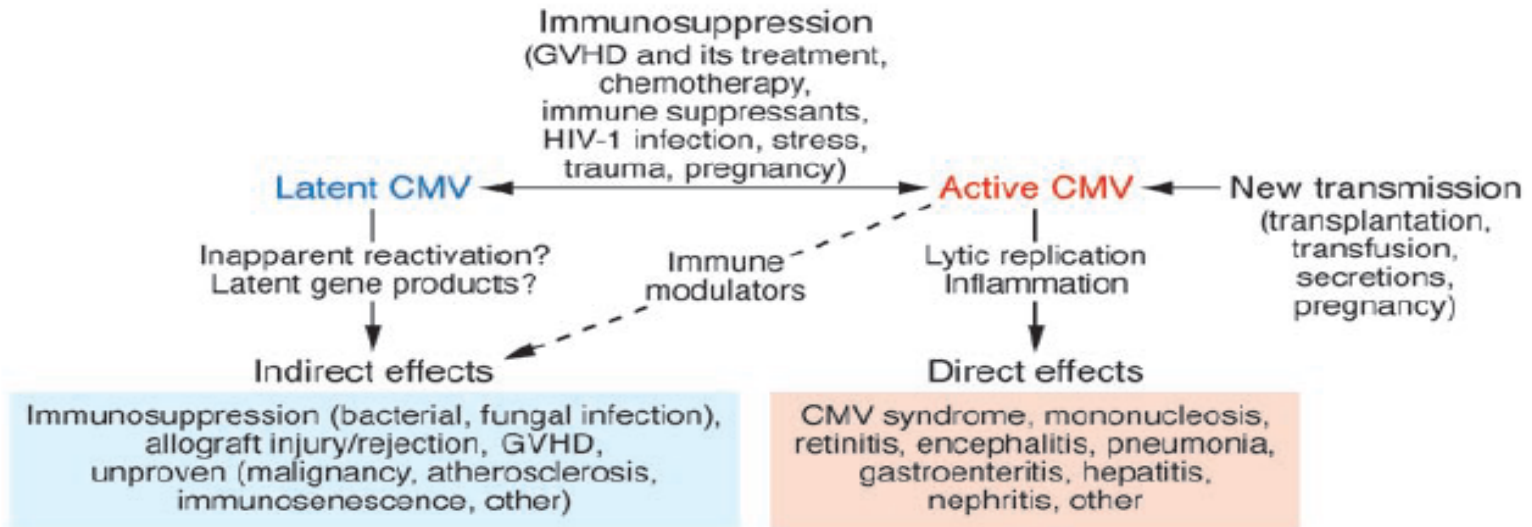 Immunosuppression
(GVHD and its treatment,
chemotherapy,
immune suppressants,
HIV-1 infection, stress,
trauma, pregnancy)
Latent CMV
Active CMV
New transmission
(transplantation,
transfusion,
secretions,
pregnancy)
Inapparent reactivation?
Latent gene products?
Immune
modulators
Lytic replication
Inflammation
Indirect effects
Immunosuppression (bacterial, fungal infection),
allograft injury/rejection, GVHD,
unproven (malignancy, atherosclerosis,
immunosenescence, other)
Direct effects
CMV syndrome, mononucleosis,
retinitis, encephalitis, pneumonia,
gastroenteritis, hepatitis,
nephritis, other